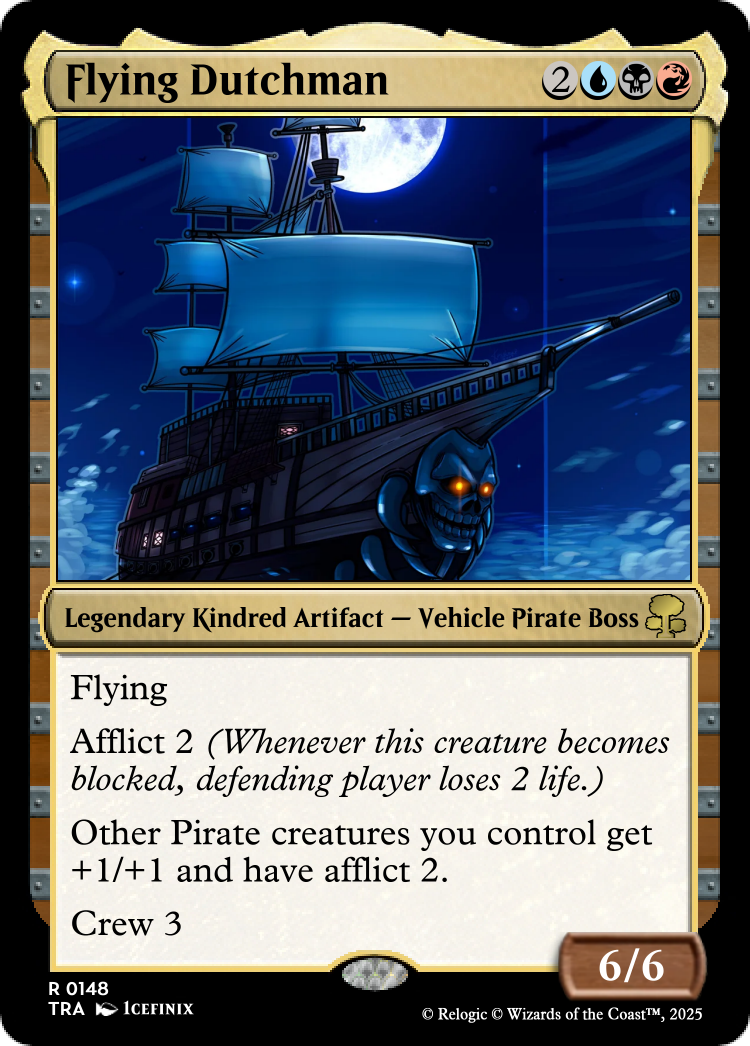 Flying Dutchman 2
Legendary Kindred Artifact — Vehicle Pirate Boss
Flying
Afflict 2 (Whenever this creature becomes
blocked, defending player loses 2 life.)
Other Pirate creatures you control get
+1/+1 and have afflict 2.
Crew 3
6/6
R 0148
TRA Icefinix
© Relogic © Wizards of the Coast™, 2025